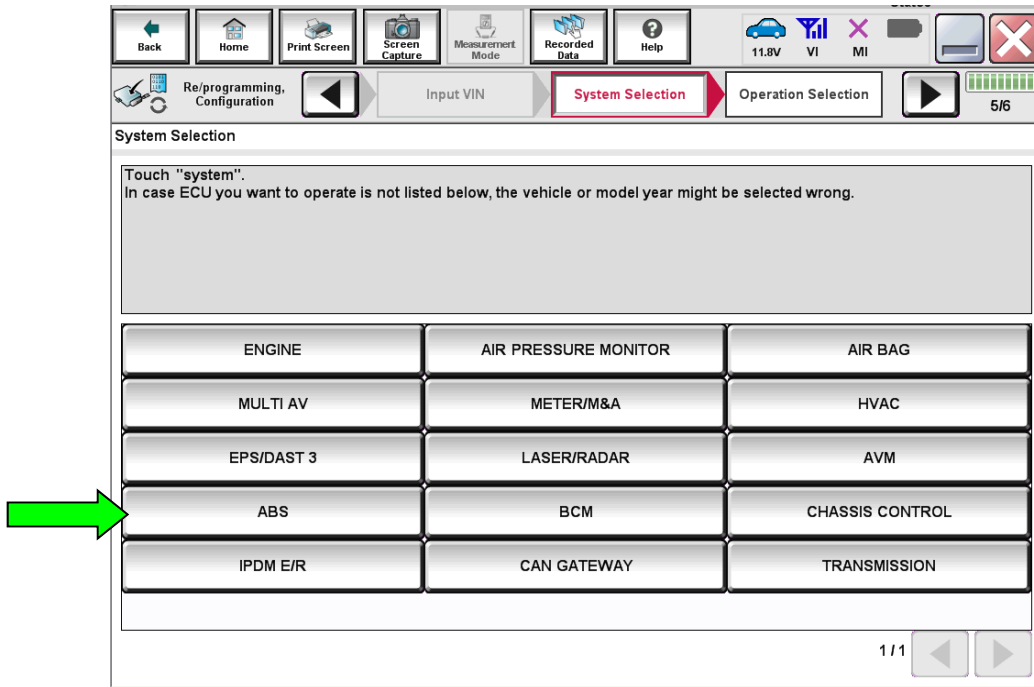 Back
Home
Print Screen
Screen
Capture
Measurement
Mode
Recorded
Data
Help
11.8V
VI
MI
Re/programming,
Configuration
Input VIN
System Selection
Operation Selection
5/6
System Selection
Touch "system".
In case ECU you want to operate is not listed below, the vehicle or model year might be selected wrong.
ENGINE
AIR PRESSURE MONITOR
AIR BAG
MULTI AV
METER/M&A
HVAC
EPS/DAST 3
LASER/RADAR
AVM
ABS
BCM
CHASSIS CONTROL
IPDM E/R
CAN GATEWAY
TRANSMISSION
1/1